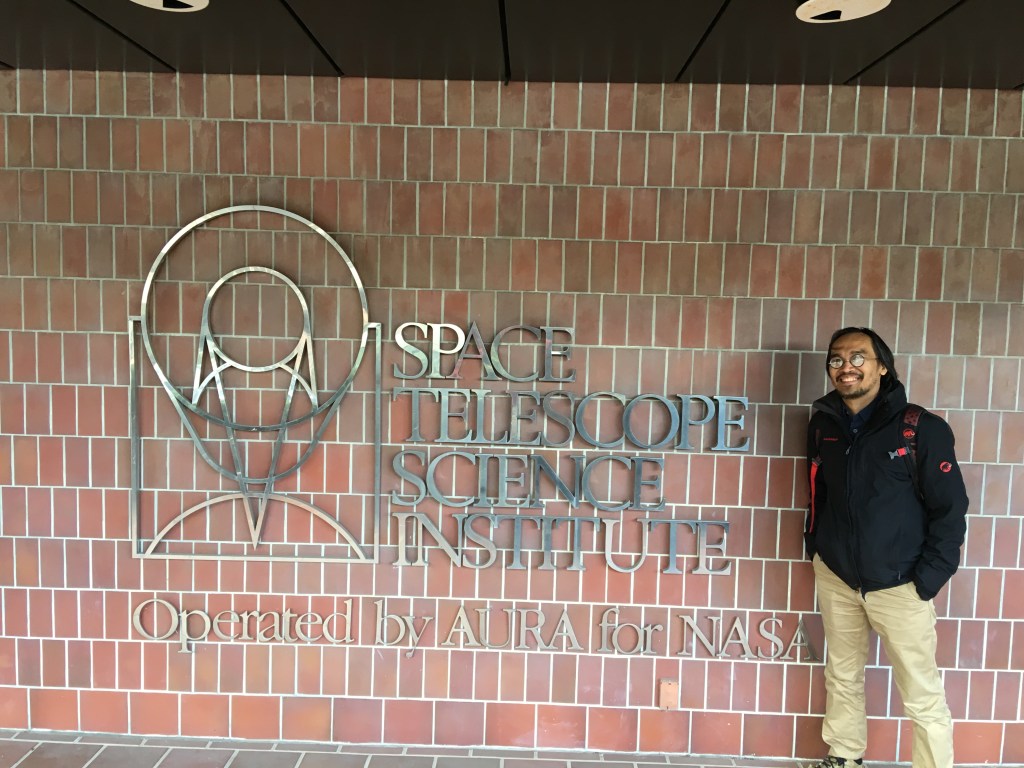 SPACE
TELESCOPE
SCIENCE
INSTITUTE
Operated by AURA for NASA